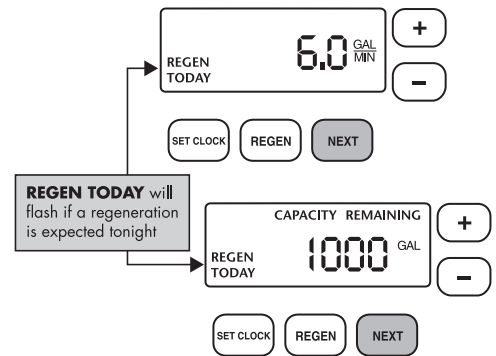 REGEN
TODAY
6.0 GAL
MIN
+
−
SET CLOCK
REGEN
NEXT
REGEN TODAY will
flash if a regeneration
is expected tonight
CAPACITY REMAINING
REGEN
TODAY
1000 GAL
+
−
SET CLOCK
REGEN
NEXT